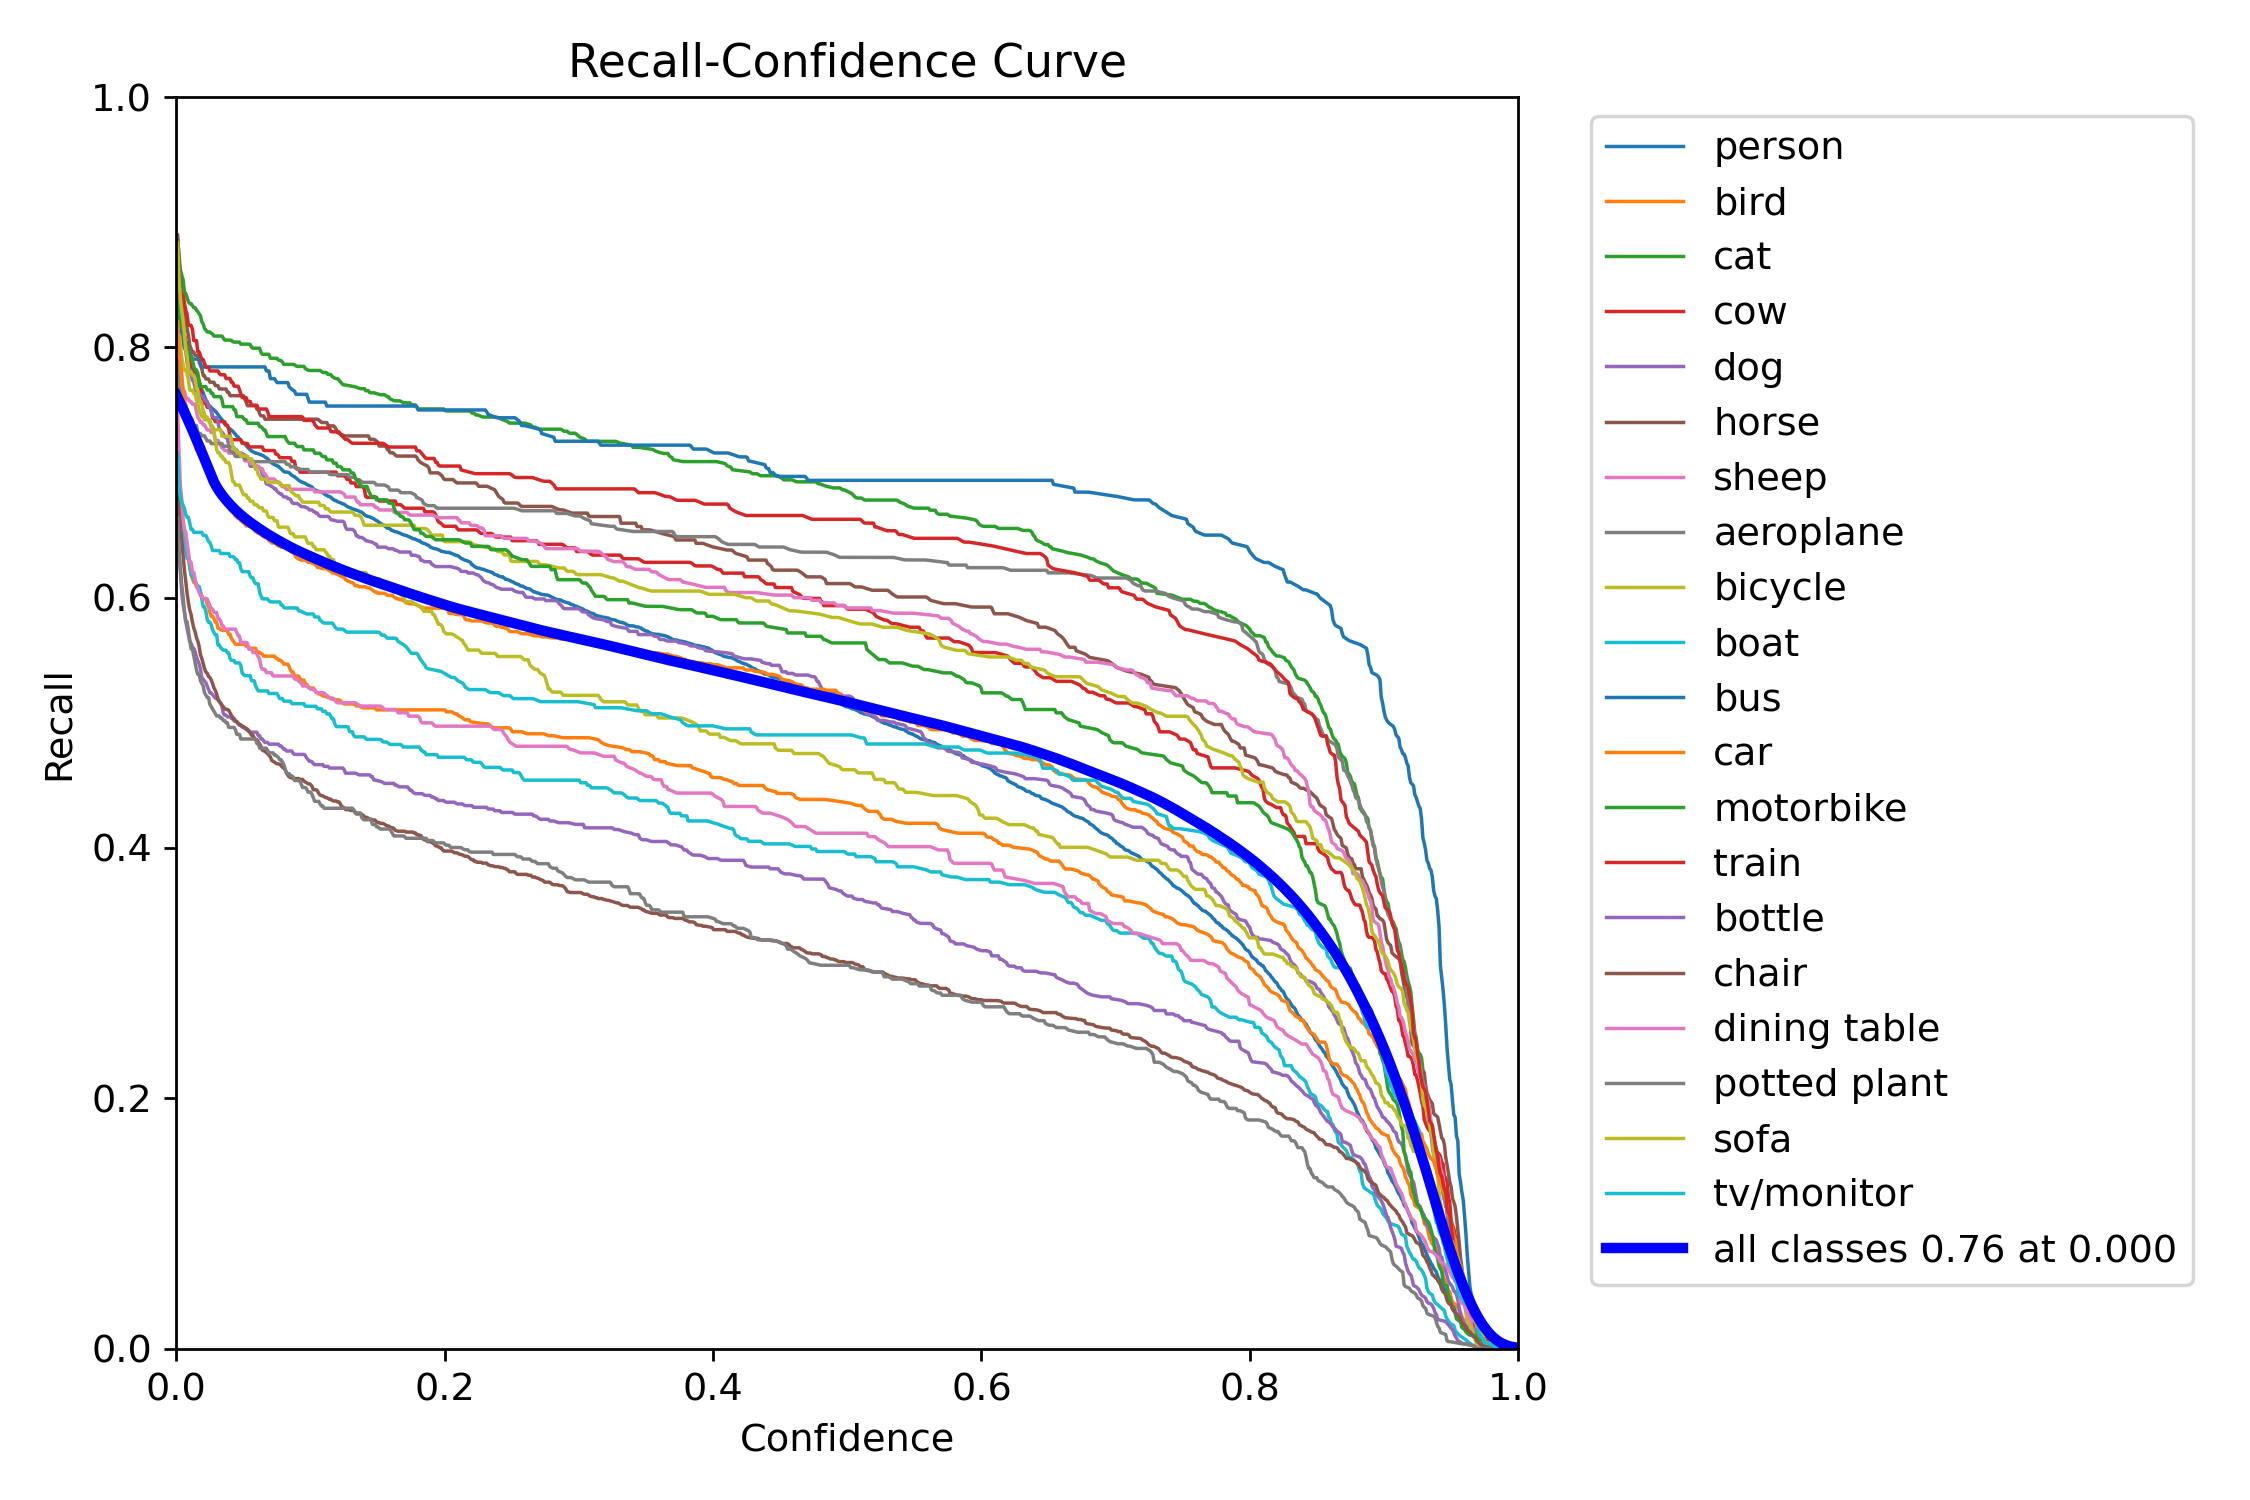 Recall-Confidence Curve
1.0
0.8
0.6
0.4
0.2
0.0
Recall
0.0 0.2 0.4 0.6 0.8 1.0
Confidence
person
bird
cat
cow
dog
horse
sheep
aeroplane
bicycle
boat
bus
car
motorbike
train
bottle
chair
dining table
potted plant
sofa
tv/monitor
all classes 0.76 at 0.000